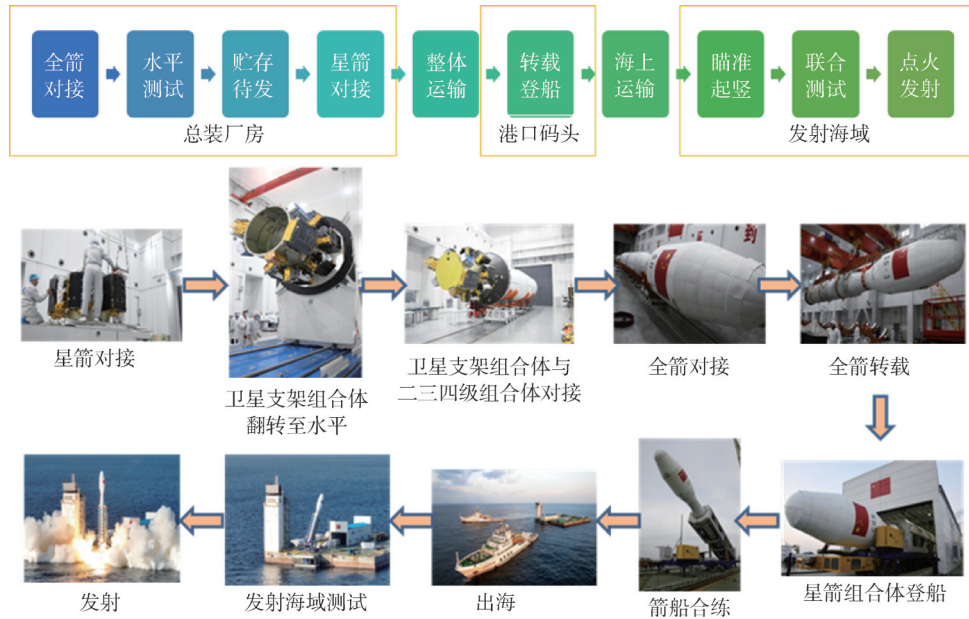 全箭对接
水平测试
贮存待发
星箭对接
整体运输
转载登船
海上运输
瞄准起竖
联合测试
点火发射
总装厂房
港口码头
发射海域
星箭对接
卫星支架组合体
翻转至水平
卫星支架组合体与
二三四级组合体对接
全箭对接
全箭转载
发射
发射海域测试
出海
箭船合练
星箭组合体登船